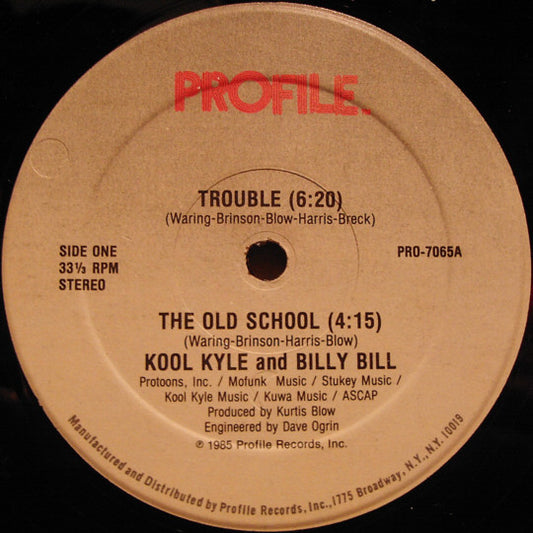 PROFILE.
TROUBLE (6:20)
(Waring-Brinson-Blow-Harris-Breck)
SIDE ONE
33⅓ RPM
STEREO
PRO-7065A
THE OLD SCHOOL (4:15)
(Waring-Brinson-Harris-Blow)
KOOL KYLE and BILLY BILL
Protoons, Inc. / Mofunk Music / Stukey Music /
Kool Kyle Music / Kuwa Music / ASCAP
Produced by Kurtis Blow
Engineered by Dave Ogrin
℗ 1985 Profile Records, Inc.
Manufactured and Distributed by Profile Records, Inc., 1775 Broadway, N.Y., N.Y. 10019